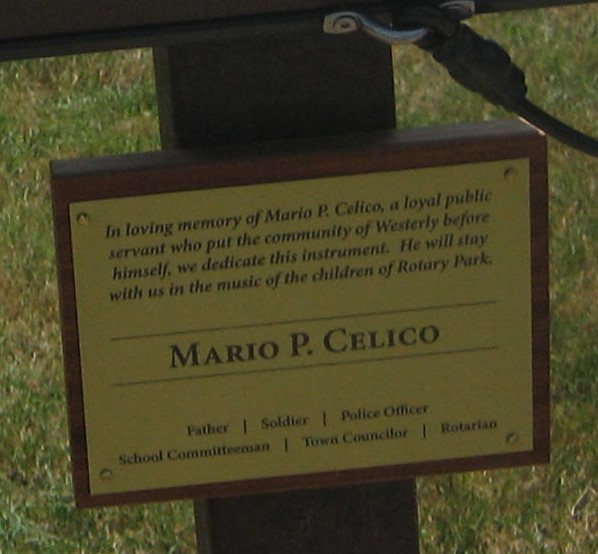 In loving memory of Mario P. Celico, a loyal public
servant who put the community of Westerly before
himself, we dedicate this instrument. He will stay
with us in the music of the children of Rotary Park.
MARIO P. CELICO
Father | Soldier | Police Officer
School Committeeman | Town Councilor | Rotarian